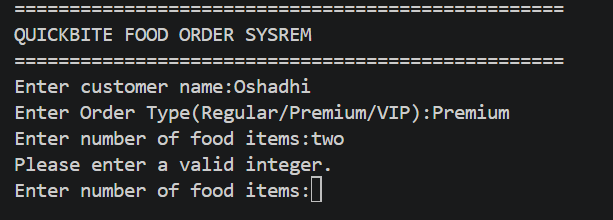 ==================================================
QUICKBITE FOOD ORDER SYSREM
==================================================
Enter customer name:Oshadhi
Enter Order Type(Regular/Premium/VIP):Premium
Enter number of food items:two
Please enter a valid integer.
Enter number of food items: